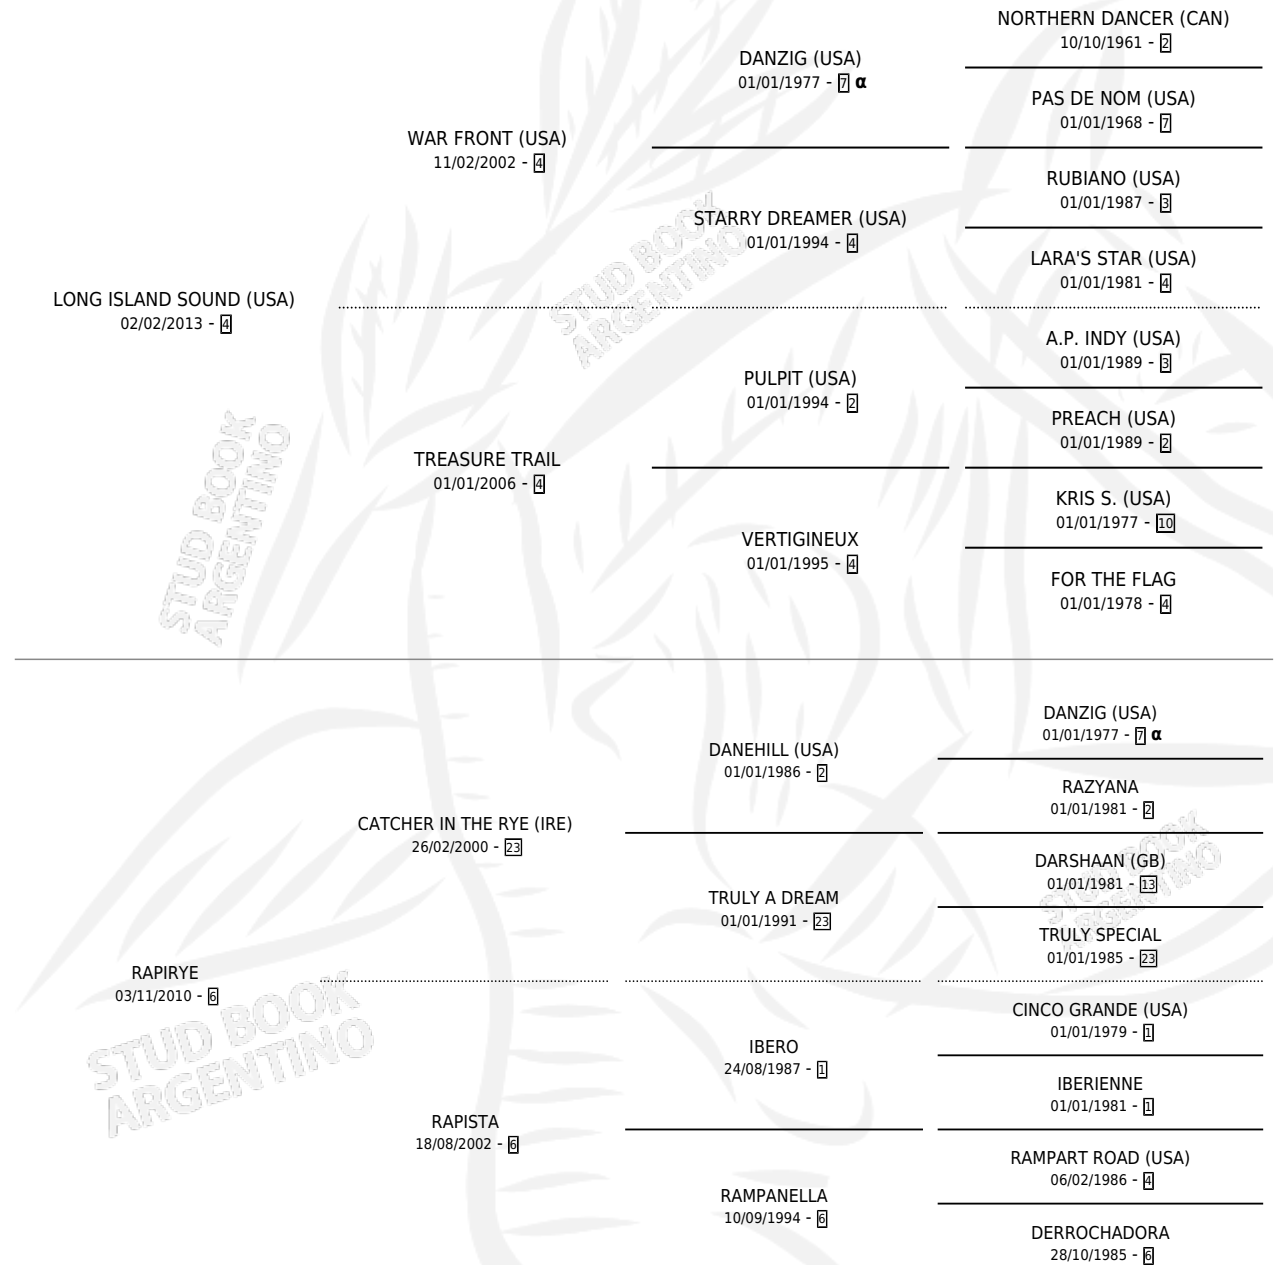 NORTHERN DANCER (CAN)
10/10/1961 - 2
DANZIG (USA)
01/01/1977 - 7 α
PAS DE NOM (USA)
01/01/1968 - 7
WAR FRONT (USA)
11/02/2002 - 4
RUBIANO (USA)
01/01/1987 - 3
STARRY DREAMER (USA)
01/01/1994 - 4
LARA'S STAR (USA)
01/01/1981 - 4
LONG ISLAND SOUND (USA)
02/02/2013 - 4
A.P. INDY (USA)
01/01/1989 - 3
PULPIT (USA)
01/01/1994 - 2
PREACH (USA)
01/01/1989 - 2
TREASURE TRAIL
01/01/2006 - 4
KRIS S. (USA)
01/01/1977 - 10
VERTIGINEUX
01/01/1995 - 4
FOR THE FLAG
01/01/1978 - 4
DANZIG (USA)
01/01/1977 - 7 α
DANEHILL (USA)
01/01/1986 - 2
RAZYANA
01/01/1981 - 2
CATCHER IN THE RYE (IRE)
26/02/2000 - 23
DARSHAAN (GB)
01/01/1981 - 13
TRULY A DREAM
01/01/1991 - 23
TRULY SPECIAL
01/01/1985 - 23
RAPIRYE
03/11/2010 - 6
CINCO GRANDE (USA)
01/01/1979 - 1
IBERO
24/08/1987 - 1
IBERIENNE
01/01/1981 - 1
RAPISTA
18/08/2002 - 6
RAMPART ROAD (USA)
06/02/1986 - 4
RAMPANELLA
10/09/1994 - 6
DERROCHADORA
28/10/1985 - 6
STUD BOOK
ARGENTINO
STUD BOOK
ARGENTINO
STUD BOOK
ARGENTINO
STUD BOOK
ARGENTINO